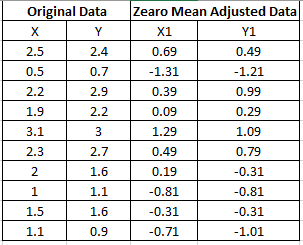 Original Data Zearo Mean Adjusted Data
X Y X1 Y1
2.5 2.4 0.69 0.49
0.5 0.7 -1.31 -1.21
2.2 2.9 0.39 0.99
1.9 2.2 0.09 0.29
3.1 3 1.29 1.09
2.3 2.7 0.49 0.79
2 1.6 0.19 -0.31
1 1.1 -0.81 -0.81
1.5 1.6 -0.31 -0.31
1.1 0.9 -0.71 -1.01